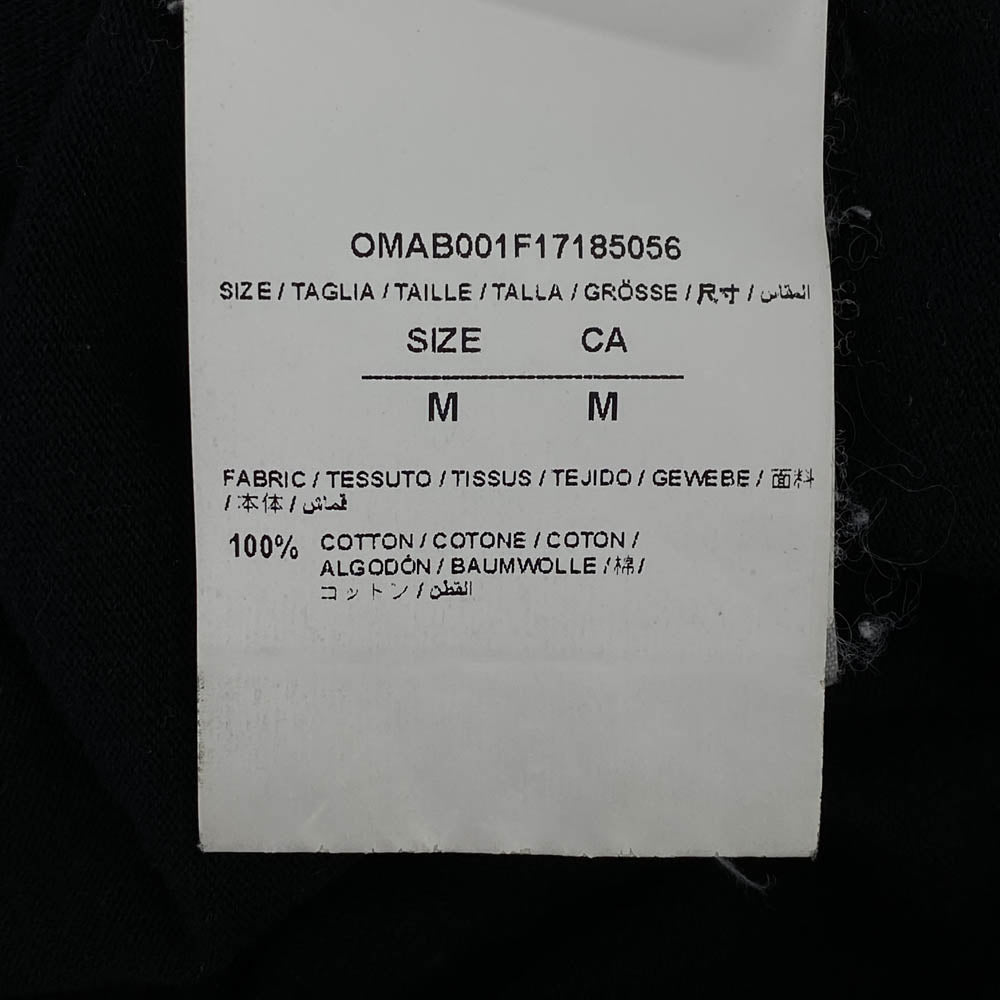 OMAB001F17185056
SIZE / TAGLIA / TAILLE / TALLA / GRÖSSE / 尺寸 / المقاس
SIZE CA
M M
FABRIC / TESSUTO / TISSUS / TEJIDO / GEWEBE / 面料
/ 本体 / قماش
100% COTTON / COTONE / COTON /
ALGODÓN / BAUMWOLLE / 棉 /
コットン / القطن